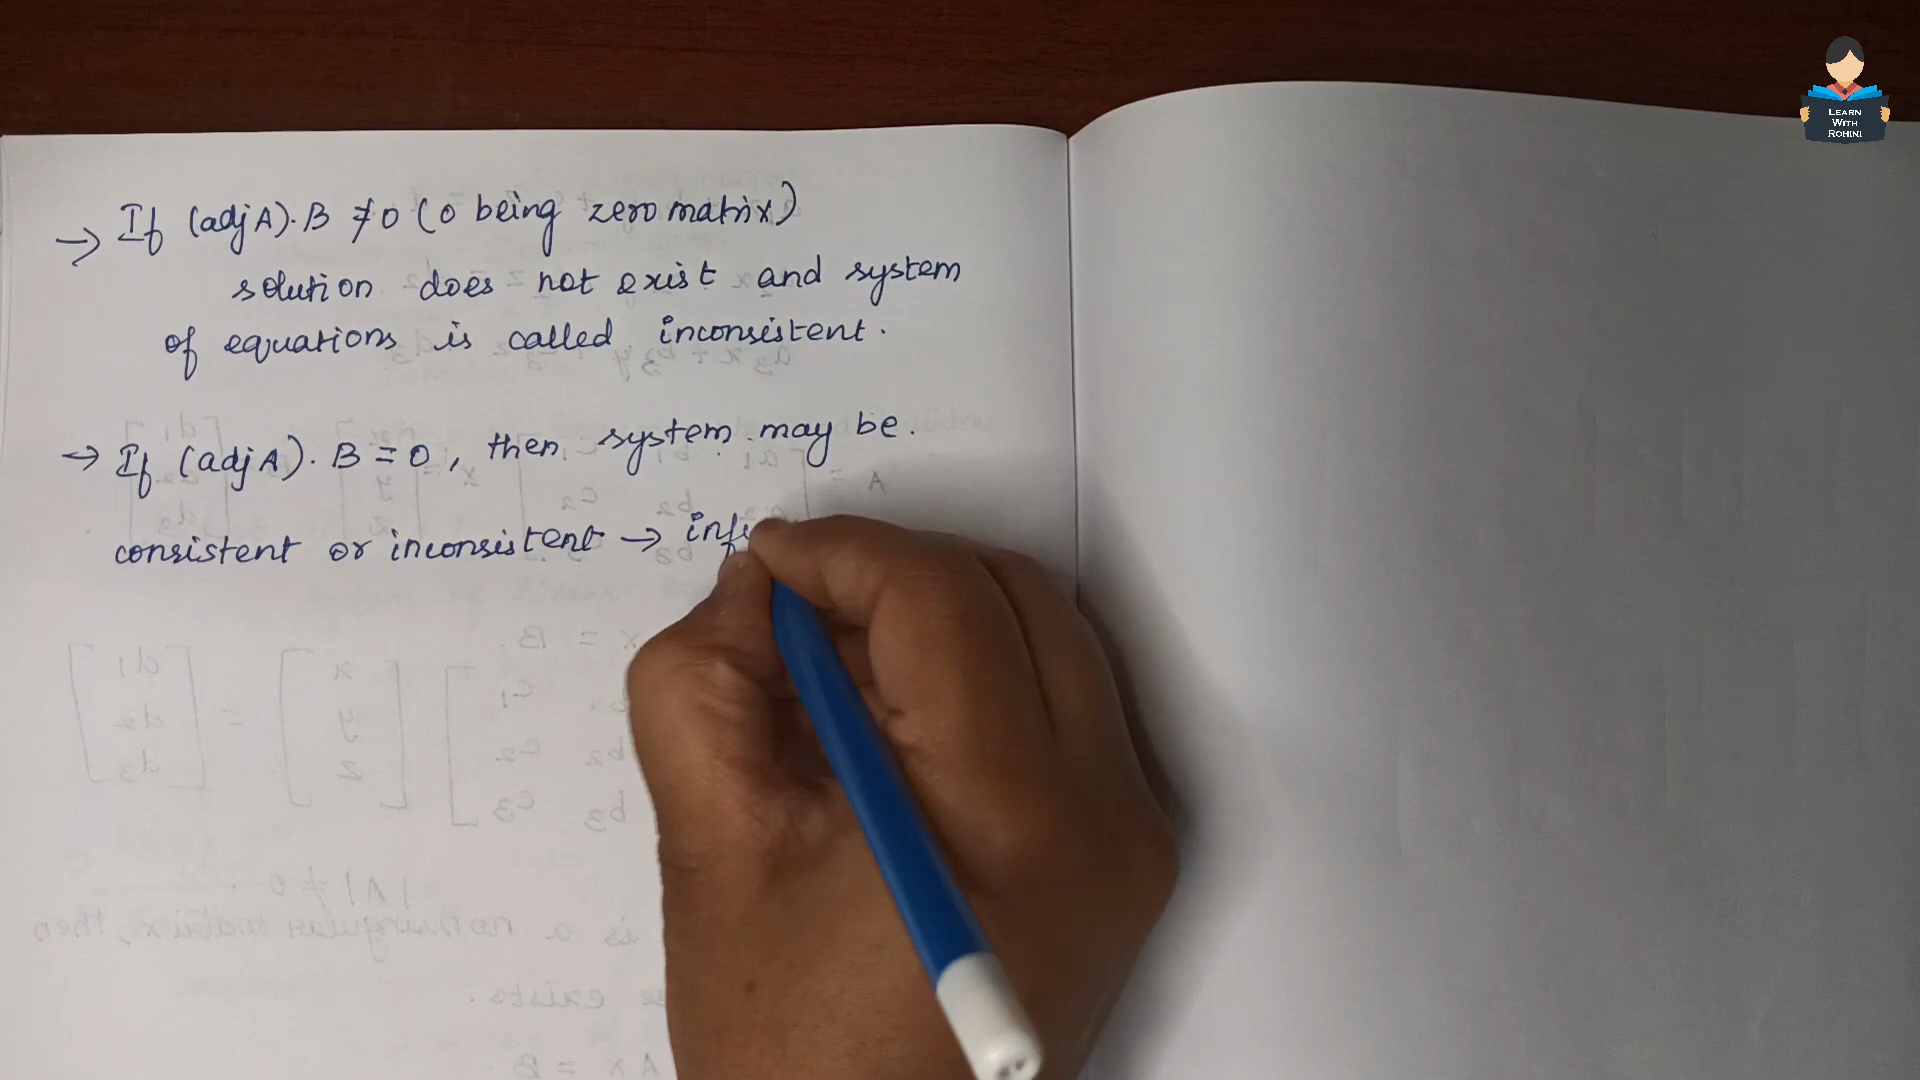 → If (adj A). B ≠ 0 ( 0 being zero matrix)
solution does not exist and system
of equations is called inconsistent.
→ If (adj A). B = 0, then system may be.
consistent or inconsistent →
LEARN
WITH
ROHINI